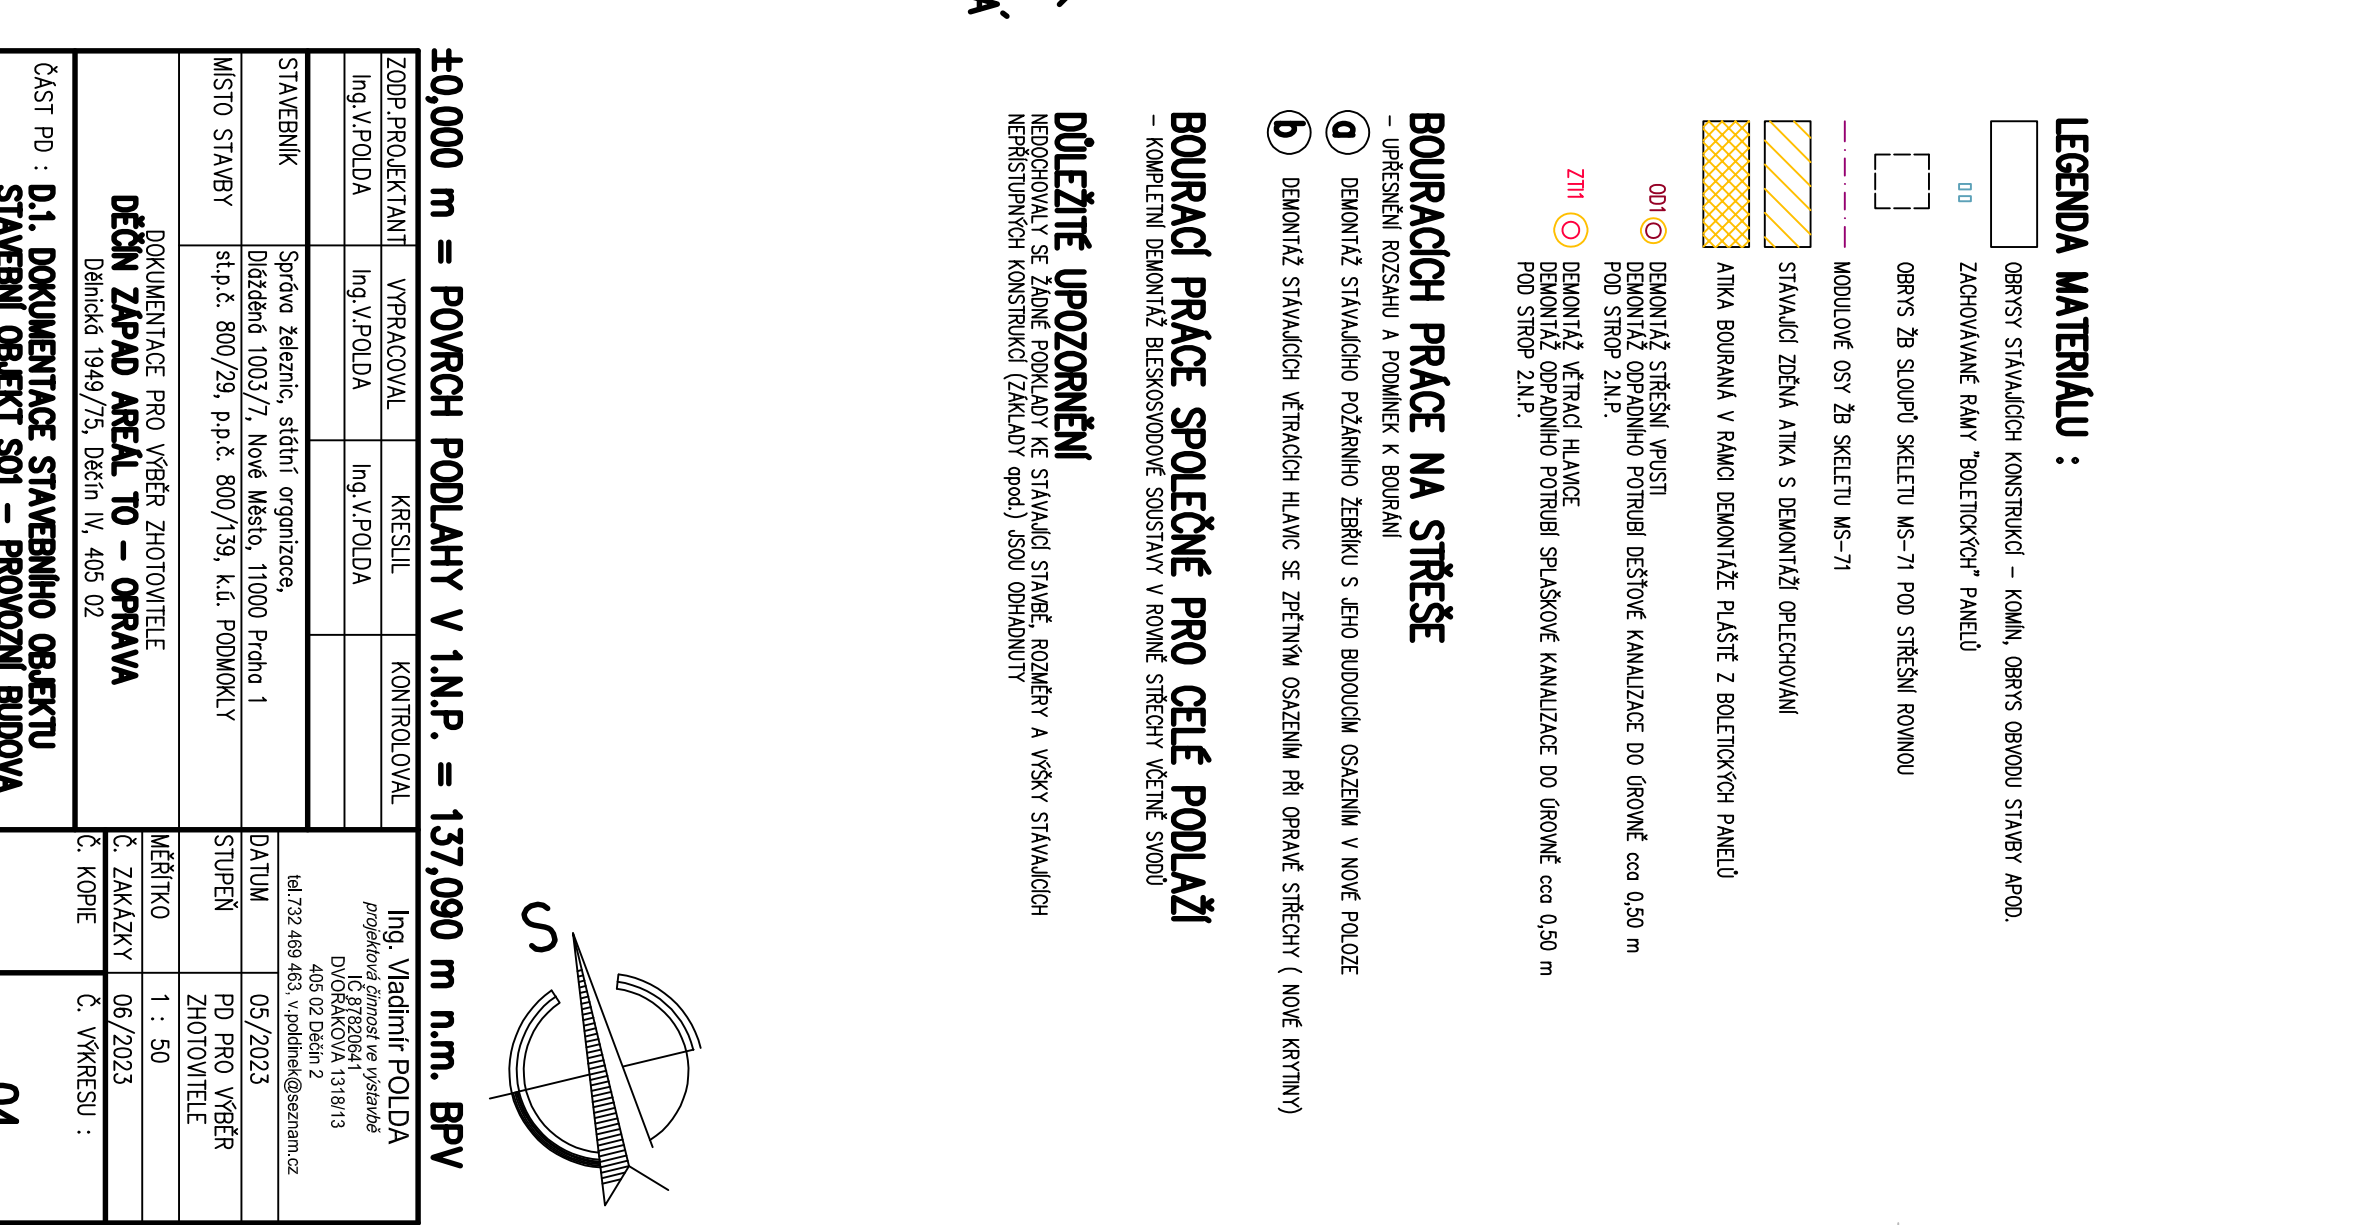 LEGENDA MATERIÁLU :
OBRYSY STÁVAJÍCÍCH KONSTRUKCÍ – KOMÍN, OBRYS OBVODU STAVBY APOD.
ZACHOVÁVANÉ RÁMY "BOLETICKÝCH" PANELŮ
OBRYS ŽB SLOUPŮ SKELETU MS–71 POD STŘEŠNÍ ROVINOU
MODULOVÉ OSY ŽB SKELETU MS–71
STÁVAJÍCÍ ZDĚNÁ ATIKA S DEMONTÁŽÍ OPLECHOVÁNÍ
ATIKA BOURANÁ V RÁMCI DEMONTÁŽE PLÁŠTĚ Z BOLETICKÝCH PANELŮ
OD1 DEMONTÁŽ STŘEŠNÍ VPUSTI
DEMONTÁŽ ODPADNÍHO POTRUBÍ DEŠŤOVÉ KANALIZACE DO ÚROVNĚ cca 0,50 m
POD STROP 2.N.P.
ZTI1 DEMONTÁŽ VĚTRACÍ HLAVICE
DEMONTÁŽ ODPADNÍHO POTRUBÍ SPLAŠKOVÉ KANALIZACE DO ÚROVNĚ cca 0,50 m
POD STROP 2.N.P.
BOURACÍCH PRÁCE NA STŘEŠE
– UPŘESNĚNÍ ROZSAHU A PODMÍNEK K BOURÁNÍ
a DEMONTÁŽ STÁVAJÍCÍHO POŽÁRNÍHO ŽEBŘÍKU S JEHO BUDOUCÍM OSAZENÍM V NOVÉ POLOZE
b DEMONTÁŽ STÁVAJÍCÍCH VĚTRACÍCH HLAVIC SE ZPĚTNÝM OSAZENÍM PŘI OPRAVĚ STŘECHY ( NOVÉ KRYTINY)
BOURACÍ PRÁCE SPOLEČNÉ PRO CELÉ PODLAŽÍ
– KOMPLETNÍ DEMONTÁŽ BLESKOSVODOVÉ SOUSTAVY V ROVINĚ STŘECHY VČETNĚ SVODŮ
DŮLEŽITÉ UPOZORNĚNÍ
NEDOCHOVALY SE ŽÁDNÉ PODKLADY KE STÁVAJÍCÍ STAVBĚ, ROZMĚRY A VÝŠKY STÁVAJÍCÍCH
NEPŘÍSTUPNÝCH KONSTRUKCÍ (ZÁKLADY apod.) JSOU ODHADNUTY
S
±0,000 m = POVRCH PODLAHY V 1.N.P. = 137,090 m n.m. BPV
ZODP.PROJEKTANT VYPRACOVAL KRESLIL KONTROLOVAL
Ing.V.POLDA Ing.V.POLDA Ing.V.POLDA
Ing. Vladimír POLDA
projektová činnost ve výstavbě
IČ 87820641
DVOŘÁKOVA 1318/13
405 02 Děčín 2
tel.732 469 463, v.poldinek@seznam.cz
STAVEBNÍK Správa železnic, státní organizace,
Dlážděná 1003/7, Nové Město, 11000 Praha 1
MÍSTO STAVBY st.p.č. 800/29, p.p.č. 800/139, k.ú. PODMOKLY
DATUM 05/2023
STUPEŇ PD PRO VÝBĚR
ZHOTOVITELE
DOKUMENTACE PRO VÝBĚR ZHOTOVITELE
DĚČÍN ZÁPAD AREÁL TO – OPRAVA
Dělnická 1949/75, Děčín IV, 405 02
MĚŘÍTKO 1 : 50
Č. ZAKÁZKY 06/2023
Č. KOPIE Č. VÝKRESU :
ČÁST PD : D.1. DOKUMENTACE STAVEBNÍHO OBJEKTU
STAVEBNÍ OBJEKT SO1 – PROVOZNÍ BUDOVA